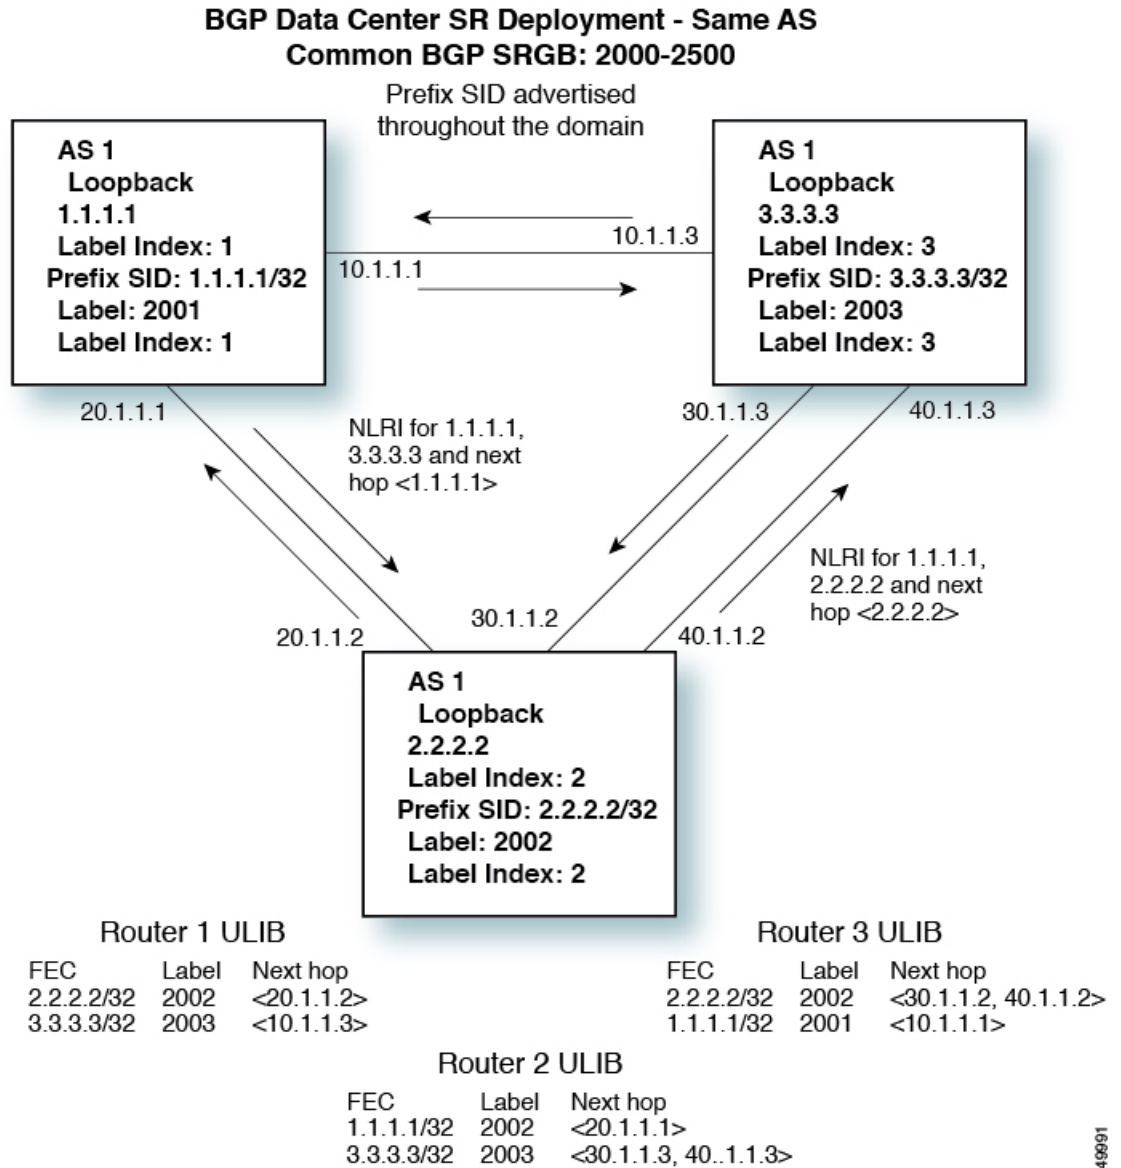 BGP Data Center SR Deployment - Same AS
Common BGP SRGB: 2000-2500
Prefix SID advertised
throughout the domain
AS 1
Loopback
1.1.1.1
Label Index: 1
Prefix SID: 1.1.1.1/32
Label: 2001
Label Index: 1
AS 1
Loopback
3.3.3.3
Label Index: 3
Prefix SID: 3.3.3.3/32
Label: 2003
Label Index: 3
10.1.1.3
10.1.1.1
20.1.1.1
NLRI for 1.1.1.1,
3.3.3.3 and next
hop <1.1.1.1>
30.1.1.3
40.1.1.3
NLRI for 1.1.1.1,
2.2.2.2 and next
hop <2.2.2.2>
20.1.1.2
30.1.1.2
40.1.1.2
AS 1
Loopback
2.2.2.2
Label Index: 2
Prefix SID: 2.2.2.2/32
Label: 2002
Label Index: 2
Router 1 ULIB
FEC Label Next hop
2.2.2.2/32 2002 <20.1.1.2>
3.3.3.3/32 2003 <10.1.1.3>
Router 3 ULIB
FEC Label Next hop
2.2.2.2/32 2002 <30.1.1.2, 40.1.1.2>
1.1.1.1/32 2001 <10.1.1.1>
Router 2 ULIB
FEC Label Next hop
1.1.1.1/32 2002 <20.1.1.1>
3.3.3.3/32 2003 <30.1.1.3, 40..1.1.3>